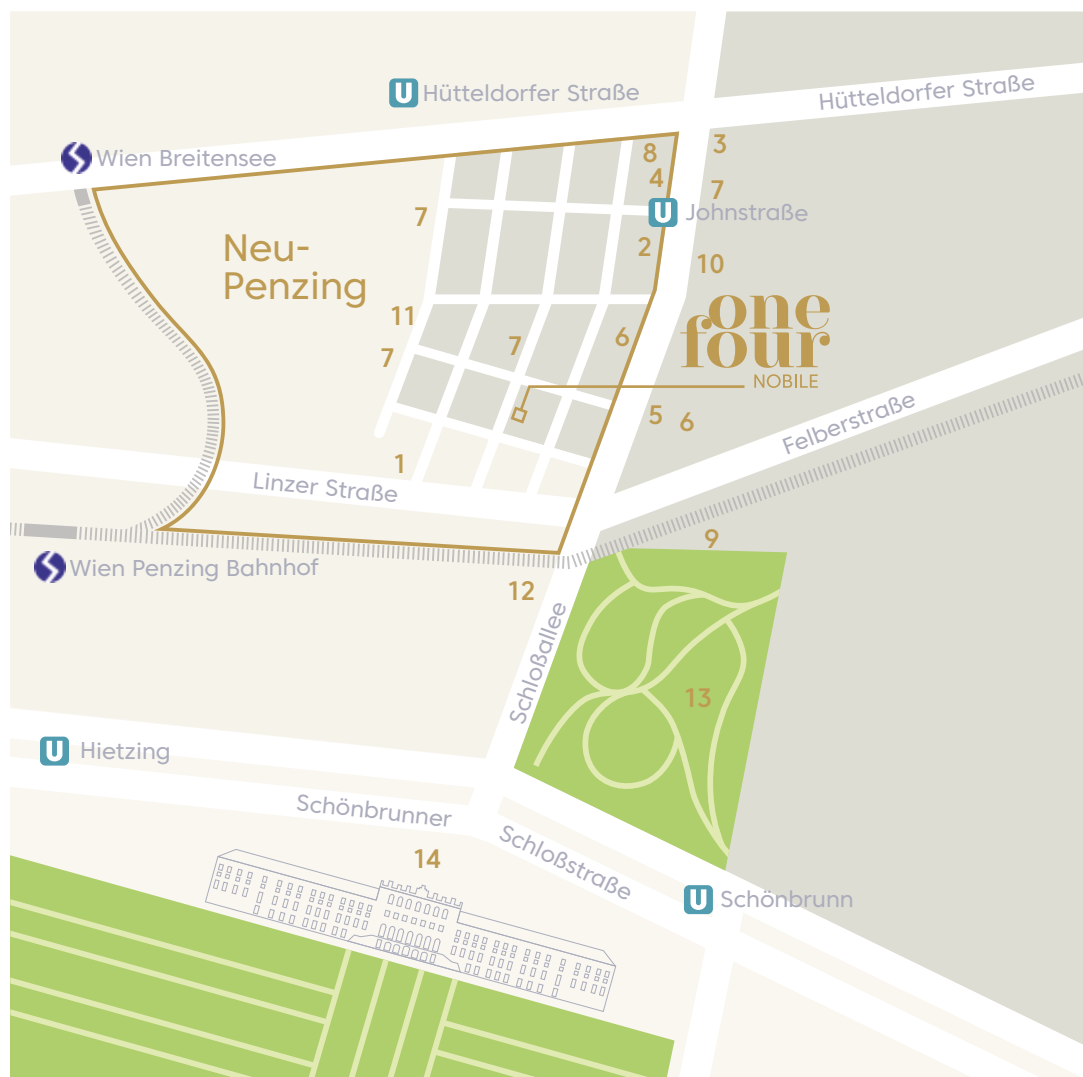 U Hütteldorfer Straße
Hütteldorfer Straße
Wien Breitensee
8
3
4
7
U Johnstraße
7
2
10
Neu-
Penzing
one
four
NOBILE
11
7
7
6
5
6
Felberstraße
1
Linzer Straße
9
Wien Penzing Bahnhof
12
Schloßallee
13
U Hietzing
Schönbrunner
Schloßstraße
14
U Schönbrunn